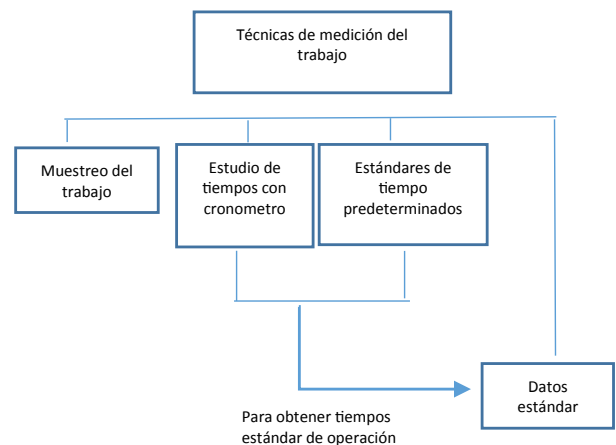 Técnicas de medición del
trabajo
Muestreo del
trabajo
Estudio de
tiempos con
cronometro
Estándares de
tiempo
predeterminados
Datos
estándar
Para obtener tiempos
estándar de operación